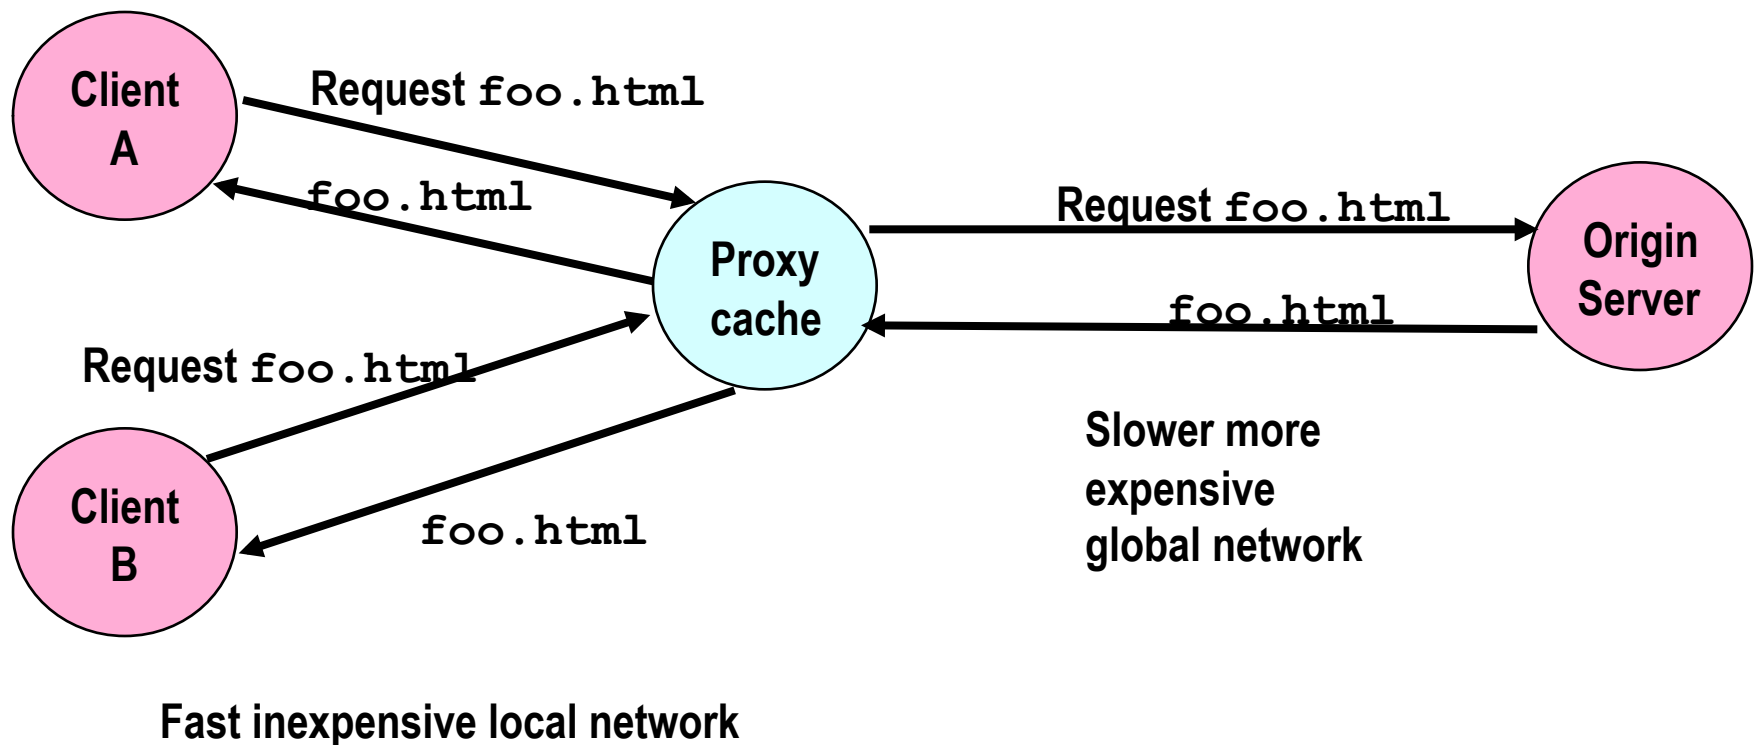 Client
A
Request foo.html
foo.html
Request foo.html
Proxy
cache
Origin
Server
foo.html
Request foo.html
Client
B
foo.html
Slower more
expensive
global network
Fast inexpensive local network